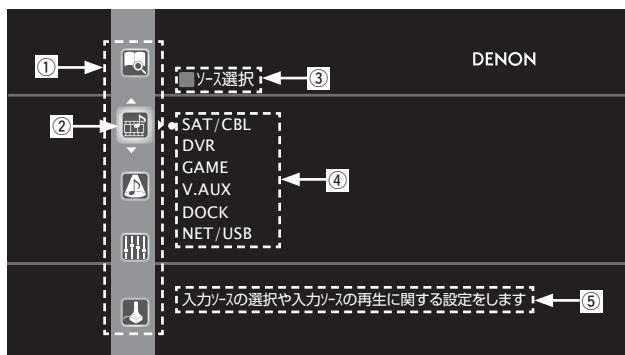 ①
DENON
ソース選択
③
②
SAT/CBL
DVR
GAME
V.AUX
DOCK
NET/USB
④
入力ソースの選択や入力ソースの再生に関する設定をします
⑤